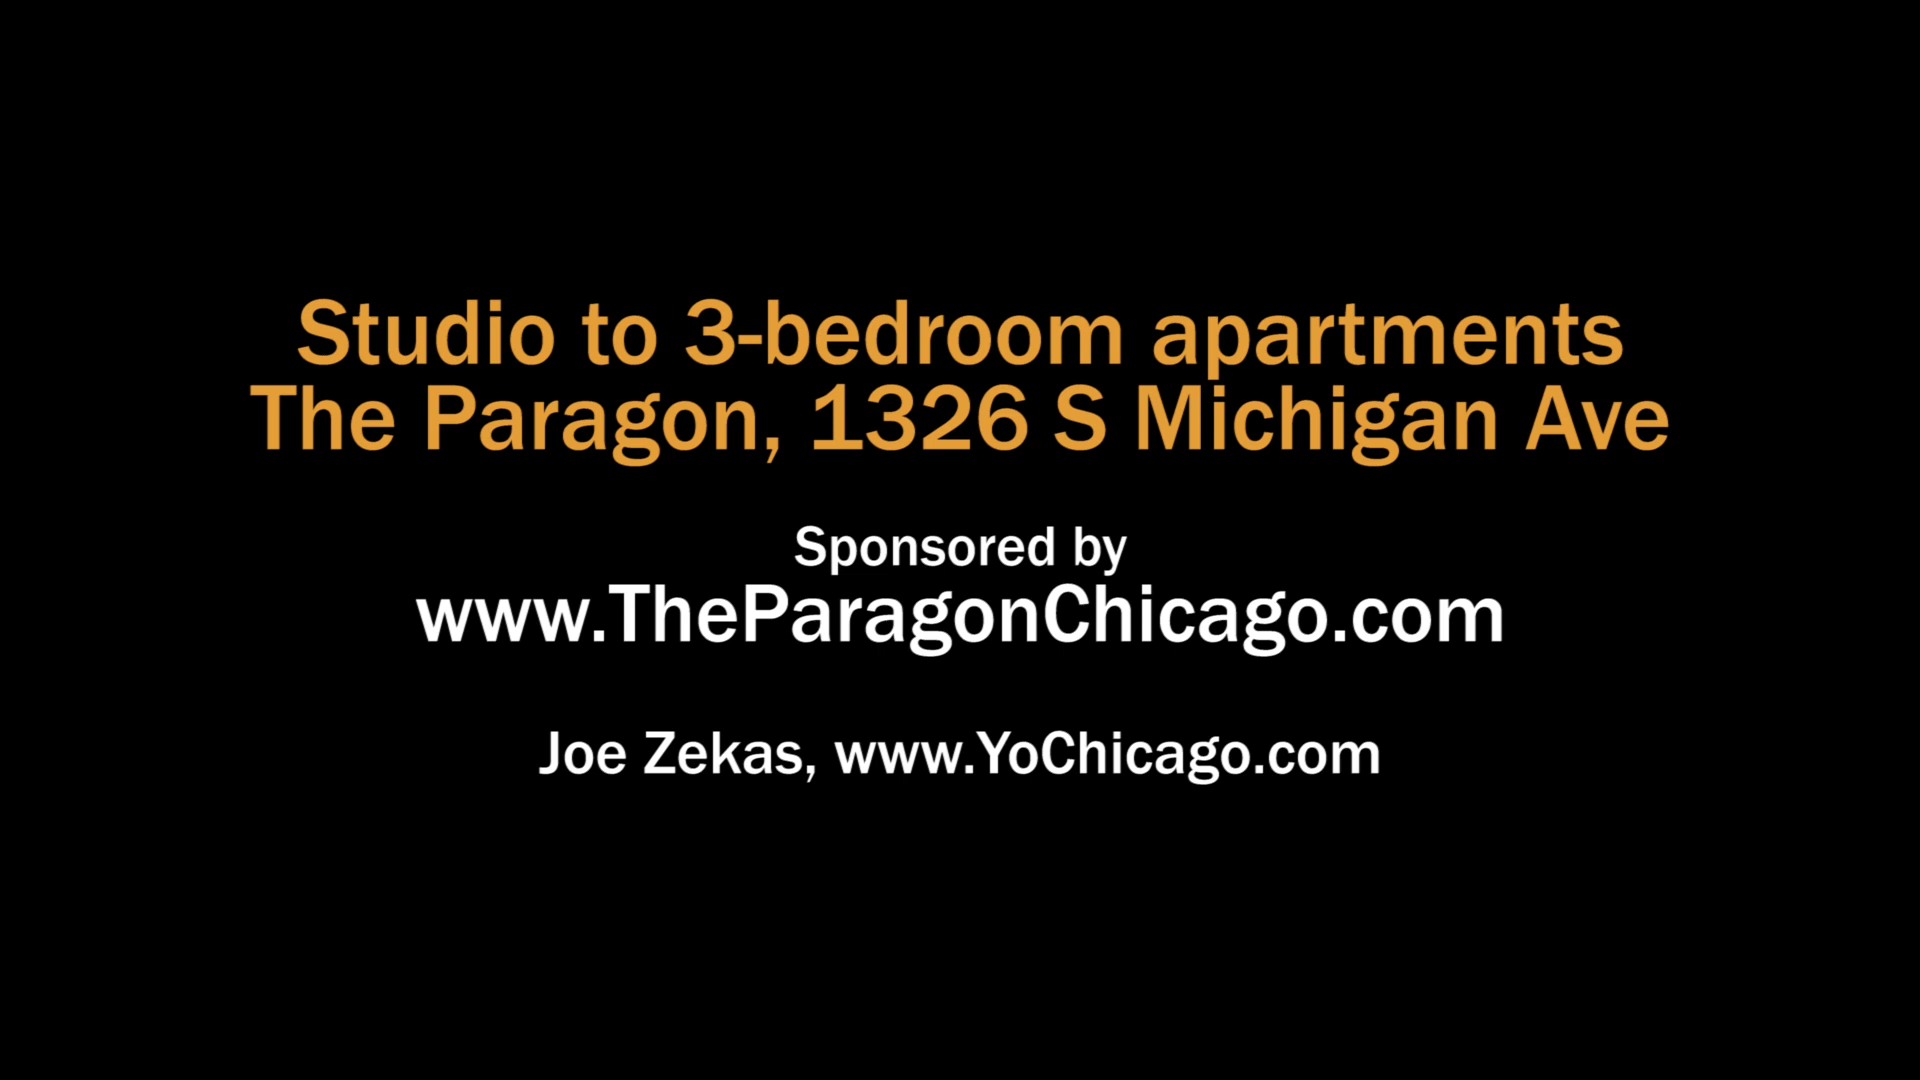 Studio to 3-bedroom apartments
The Paragon, 1326 S Michigan Ave
Sponsored by
www.TheParagonChicago.com
Joe Zekas, www.YoChicago.com